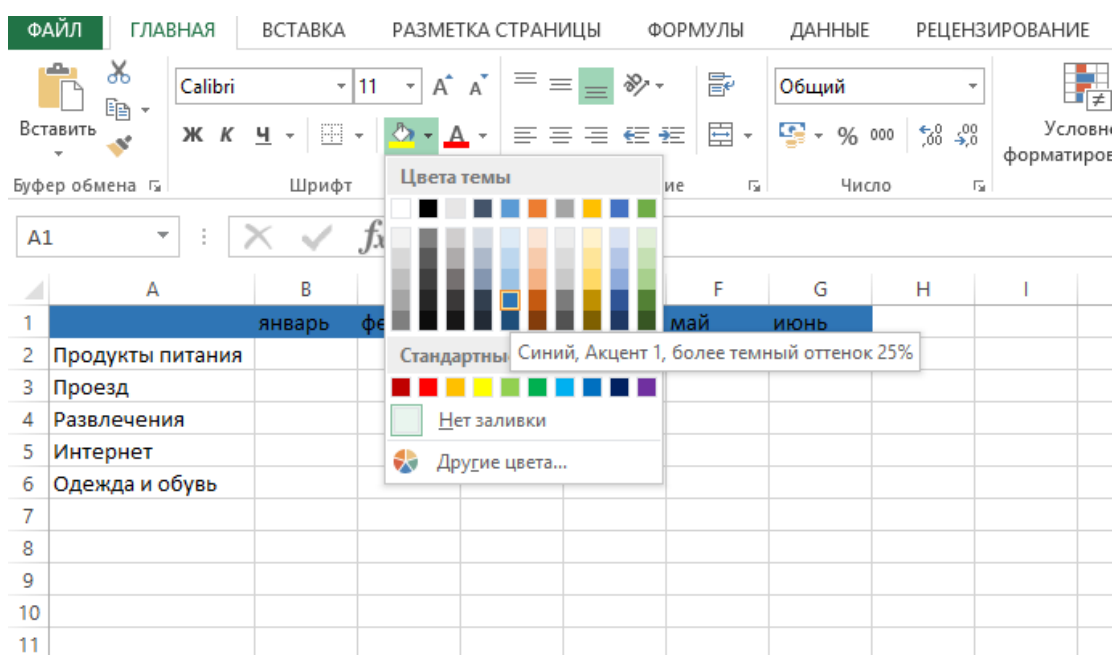 ФАЙЛ ГЛАВНАЯ ВСТАВКА РАЗМЕТКА СТРАНИЦЫ ФОРМУЛЫ ДАННЫЕ РЕЦЕНЗИРОВАНИЕ
Calibri 11 Общий
Вставить Ж К Ч % 000 Условно
форматиров
Буфер обмена Шрифт ие Число
Цвета темы
A1 fx
A B F G H I
1 январь фе май июнь
Стандартны Синий, Акцент 1, более темный оттенок 25%
2 Продукты питания
3 Проезд
4 Развлечения
Нет заливки
5 Интернет
Другие цвета...
6 Одежда и обувь
7
8
9
10
11